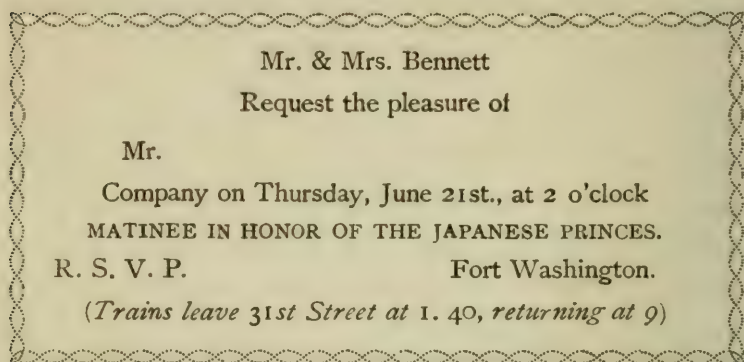 Mr. & Mrs. Bennett
Request the pleasure of
Mr.
Company on Thursday, June 21st., at 2 o'clock
MATINEE IN HONOR OF THE JAPANESE PRINCES.
R. S. V. P. Fort Washington.
(Trains leave 31st Street at 1. 40, returning at 9)